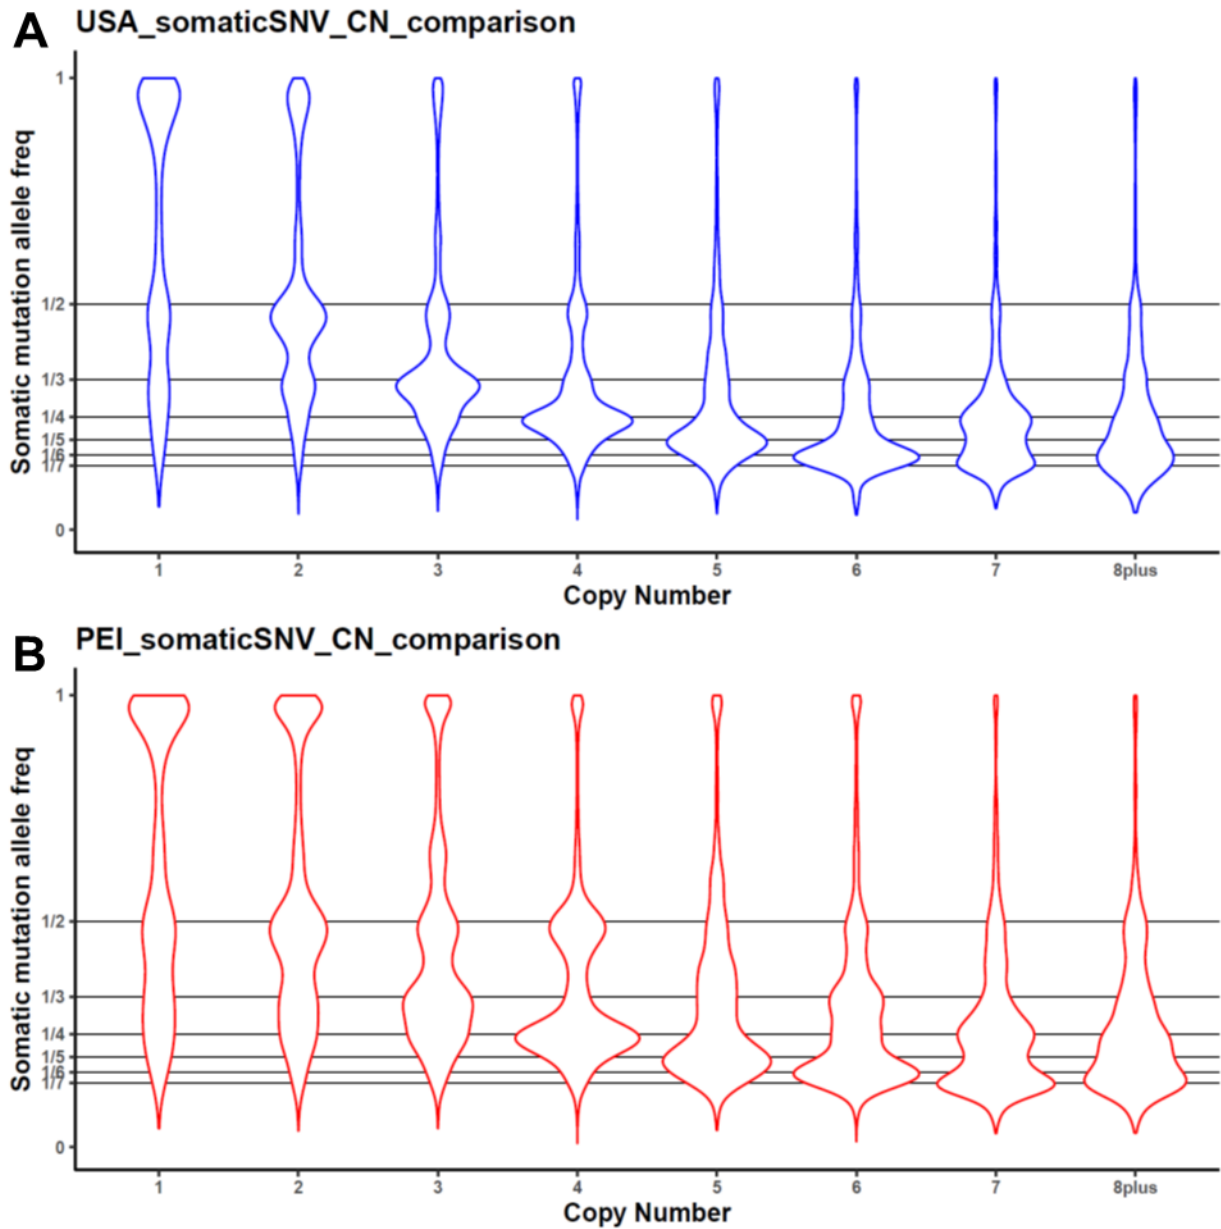 A
USA_somaticSNV_CN_comparison
Somatic mutation allele freq
1
1/2
1/3
1/4
1/5
1/6
1/7
0
1 2 3 4 5 6 7 8plus
Copy Number
B
PEI_somaticSNV_CN_comparison
Somatic mutation allele freq
1
1/2
1/3
1/4
1/5
1/6
1/7
0
1 2 3 4 5 6 7 8plus
Copy Number